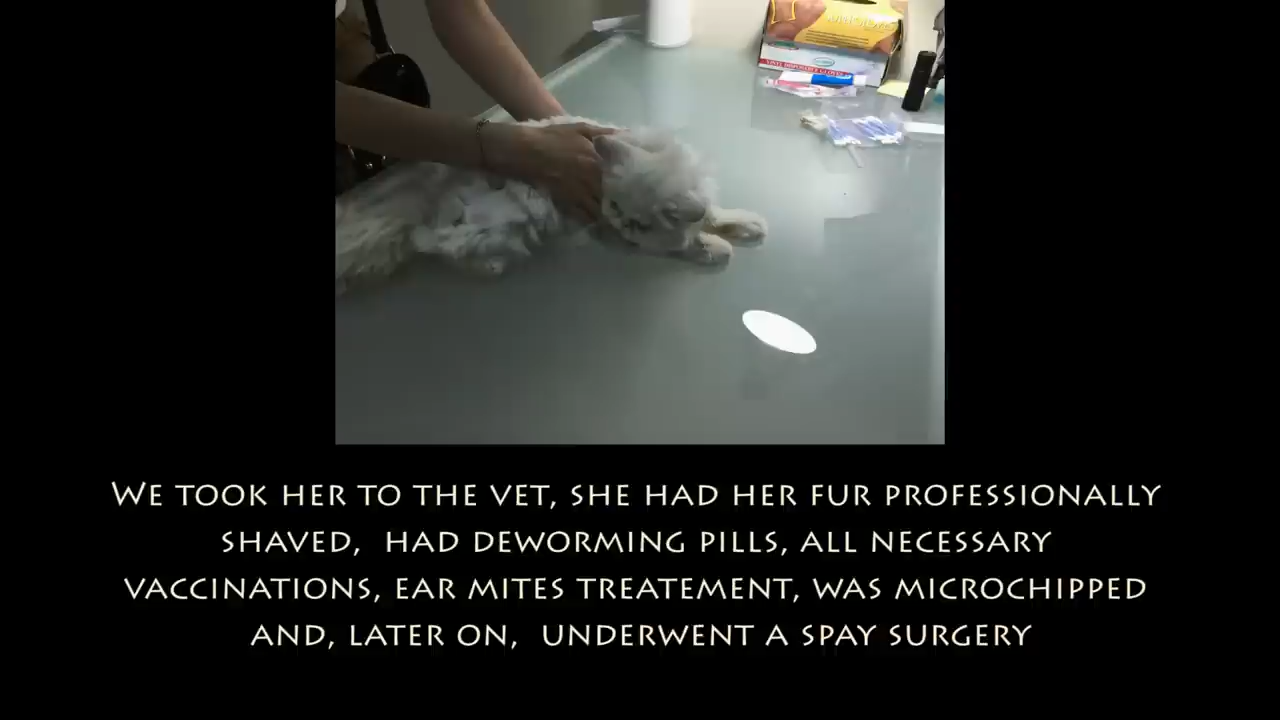 We took her to the vet, she had her fur professionally
shaved, had deworming pills, all necessary
vaccinations, ear mites treatement, was microchipped
and, later on, underwent a spay surgery